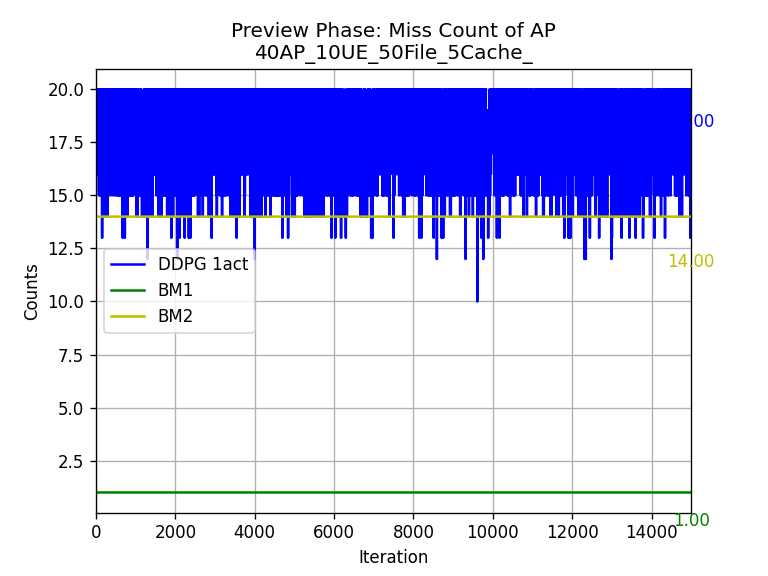 Preview Phase: Miss Count of AP
40AP_10UE_50File_5Cache_
20.0
17.5
15.0
12.5
10.0
7.5
5.0
2.5
Counts
00
14.00
1.00
DDPG 1act
BM1
BM2
0 2000 4000 6000 8000 10000 12000 14000
Iteration